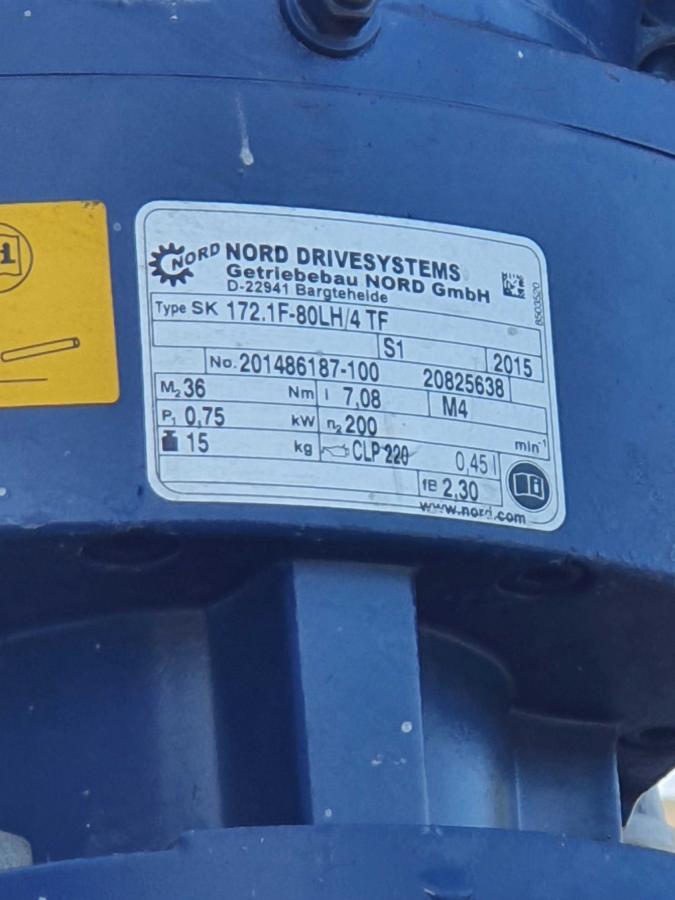 NORD NORD DRIVESYSTEMS
Getriebebau NORD GmbH
D-22941 Bargteheide
8503520
Type SK 172.1F-80LH/4 TF
S1 2015
No. 201486187-100 20825638
M2 36 Nm i 7,08 M4
P1 0,75 kW n2 200 min-1
15 kg CLP 220 0,45 l
fB 2,30
www.nord.com